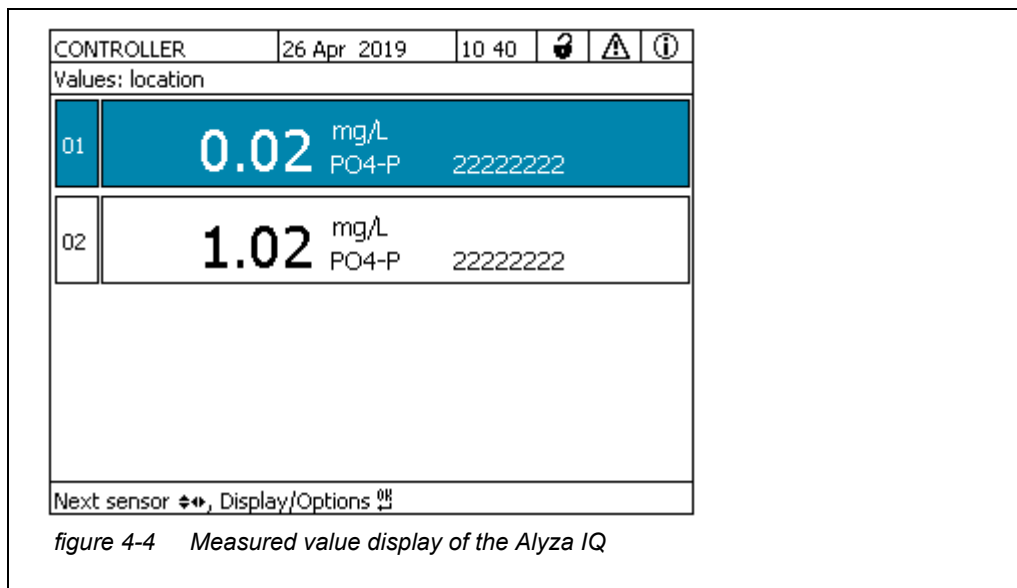 CONTROLLER 26 Apr 2019 10 40
Values: location
01 0.02 mg/L PO4-P 22222222
02 1.02 mg/L PO4-P 22222222
Next sensor, Display/Options OK
figure 4-4 Measured value display of the Alyza IQ